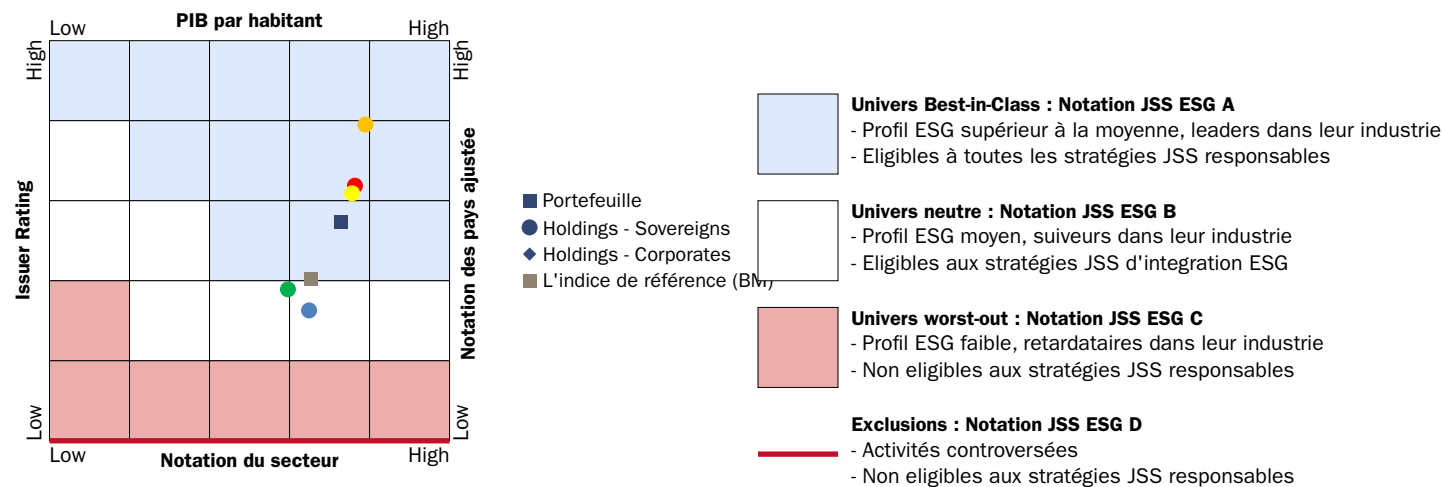 PIB par habitant
Low
High
High
High
Issuer Rating
Notation des pays ajustée
Low
Low
Low
High
Notation du secteur
Portefeuille
Holdings - Sovereigns
Holdings - Corporates
L'indice de référence (BM)
Univers Best-in-Class : Notation JSS ESG A
- Profil ESG supérieur à la moyenne, leaders dans leur industrie
- Eligibles à toutes les stratégies JSS responsables
Univers neutre : Notation JSS ESG B
- Profil ESG moyen, suiveurs dans leur industrie
- Eligibles aux stratégies JSS d'integration ESG
Univers worst-out : Notation JSS ESG C
- Profil ESG faible, retardataires dans leur industrie
- Non eligibles aux stratégies JSS responsables
Exclusions : Notation JSS ESG D
- Activités controversées
- Non eligibles aux stratégies JSS responsables